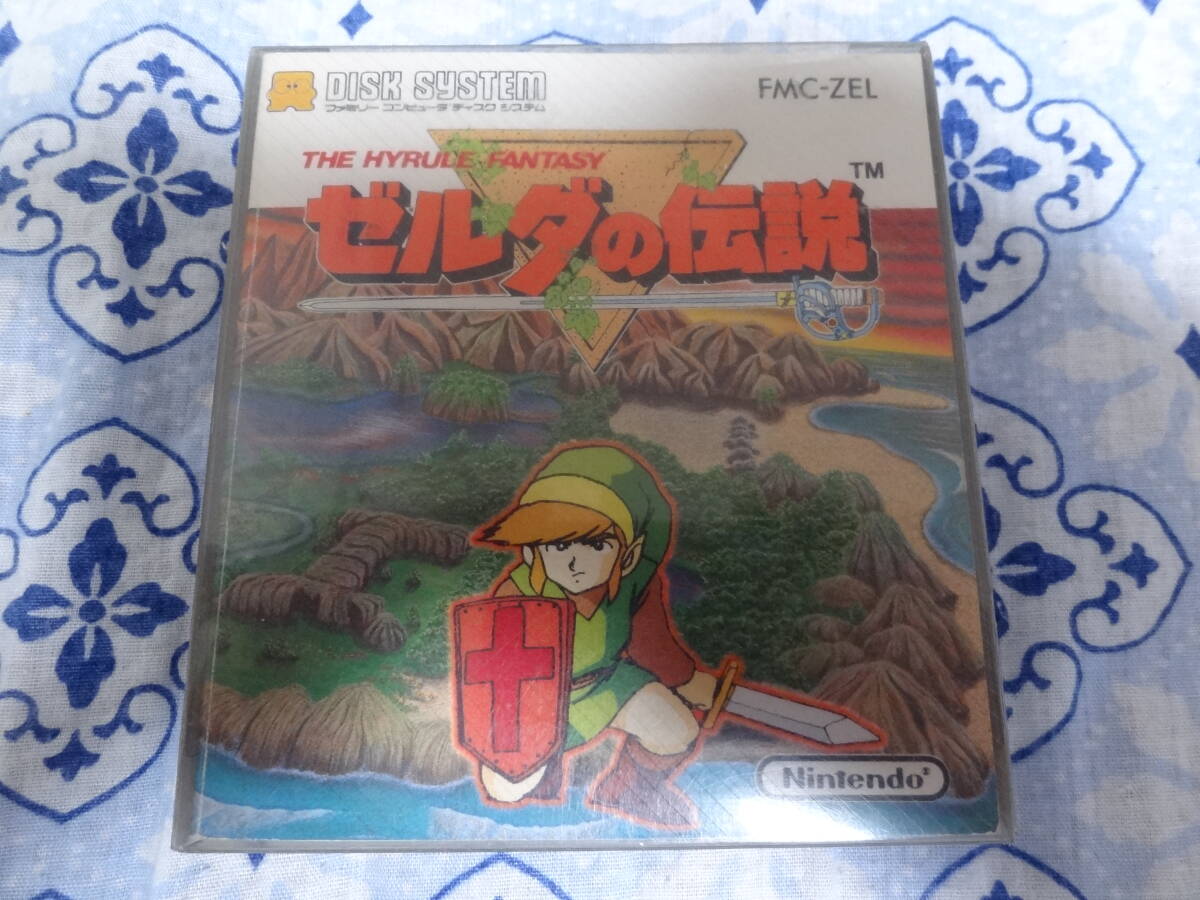 DISK SYSTEM
ファミリー コンピュータ ディスク システム
FMC-ZEL
THE HYRULE FANTASY
ゼルダの伝説
TM
Nintendo